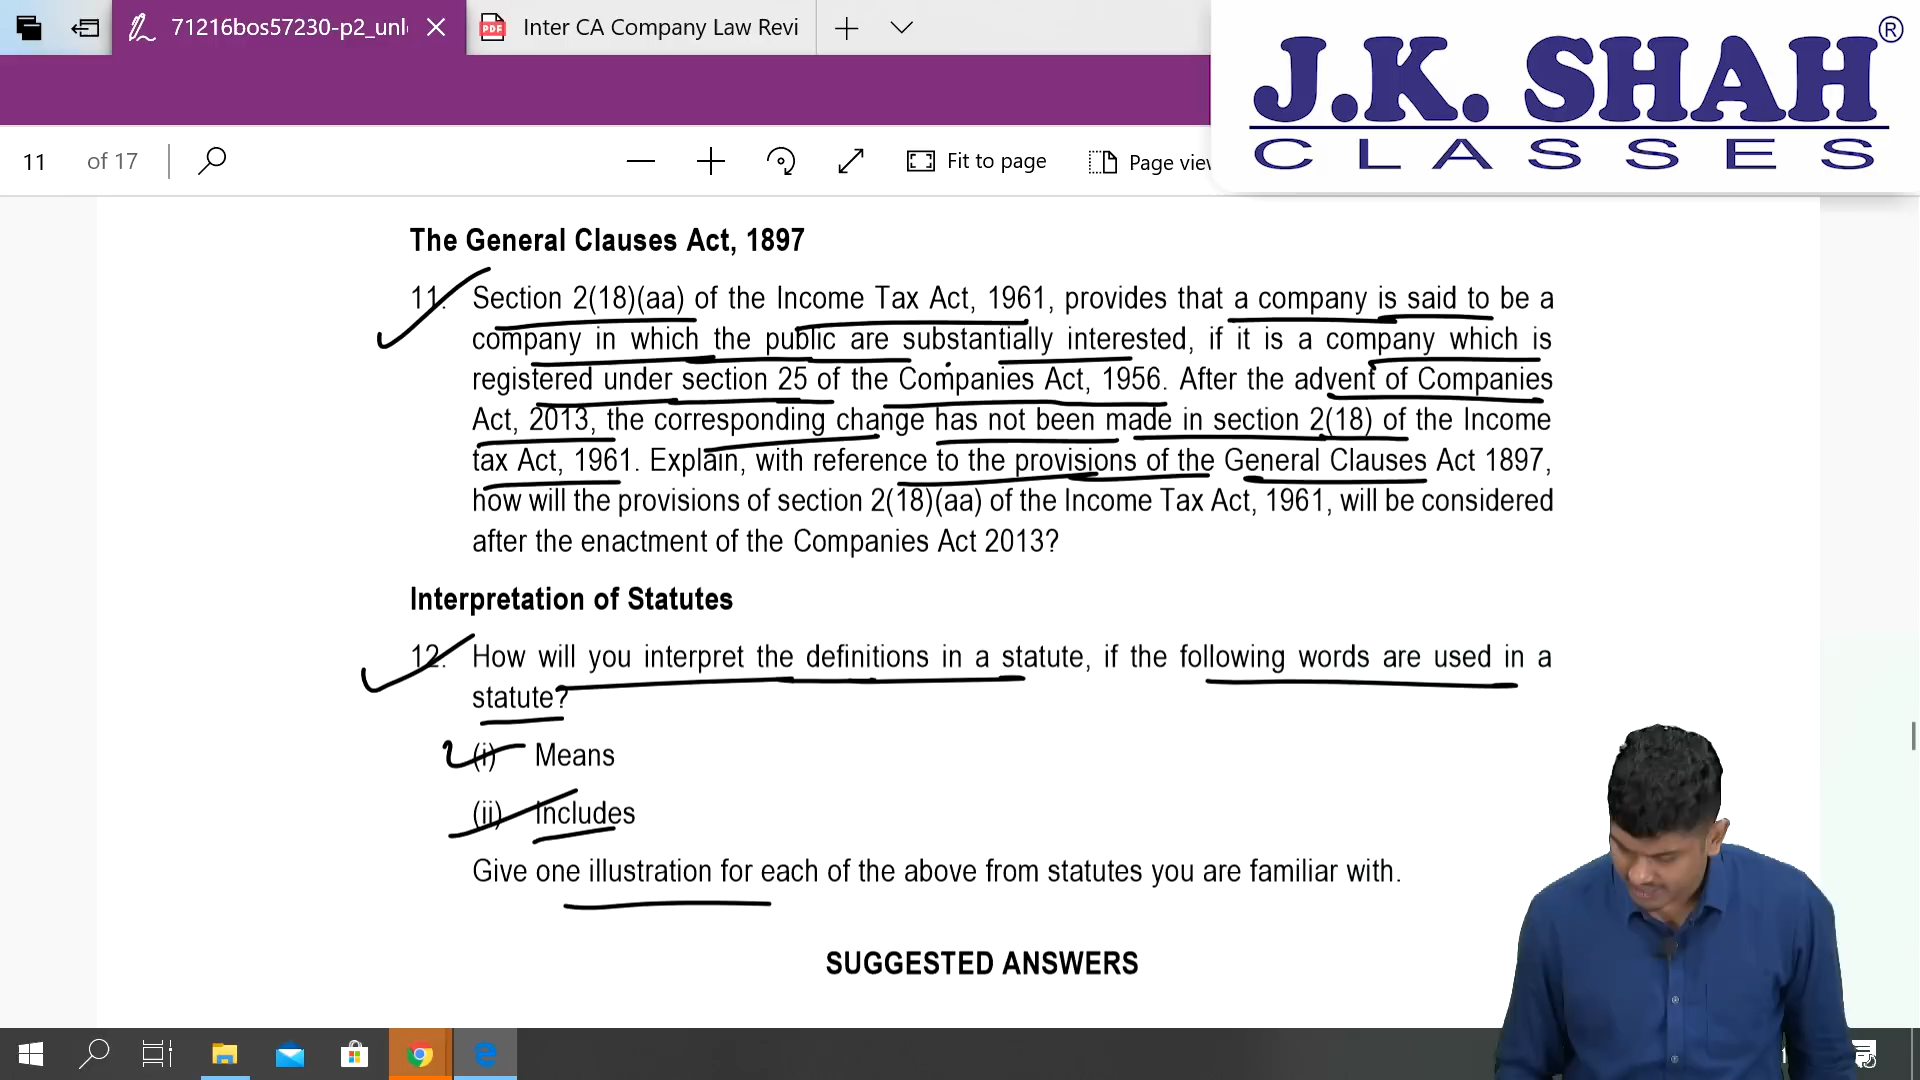 71216bos57230-p2_unl
Inter CA Company Law Revi
J.K. SHAH®
CLASSES
11 of 17
Fit to page
Page view
The General Clauses Act, 1897
11. Section 2(18)(aa) of the Income Tax Act, 1961, provides that a company is said to be a
company in which the public are substantially interested, if it is a company which is
registered under section 25 of the Companies Act, 1956. After the advent of Companies
Act, 2013, the corresponding change has not been made in section 2(18) of the Income
tax Act, 1961. Explain, with reference to the provisions of the General Clauses Act 1897,
how will the provisions of section 2(18)(aa) of the Income Tax Act, 1961, will be considered
after the enactment of the Companies Act 2013?
Interpretation of Statutes
12. How will you interpret the definitions in a statute, if the following words are used in a
statute?
(i) Means
(ii) Includes
Give one illustration for each of the above from statutes you are familiar with.
SUGGESTED ANSWERS